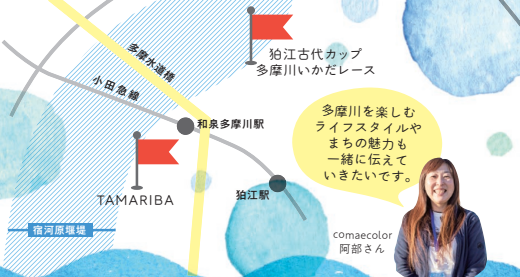 狛江古代カップ
多摩川いかだレース
多摩水道橋
小田急線
和泉多摩川駅
多摩川を楽しむ
ライフスタイルや
まちの魅力も
一緒に伝えて
いきたいです。
TAMARIBA
狛江駅
宿河原堰堤
comaecolor
阿部さん